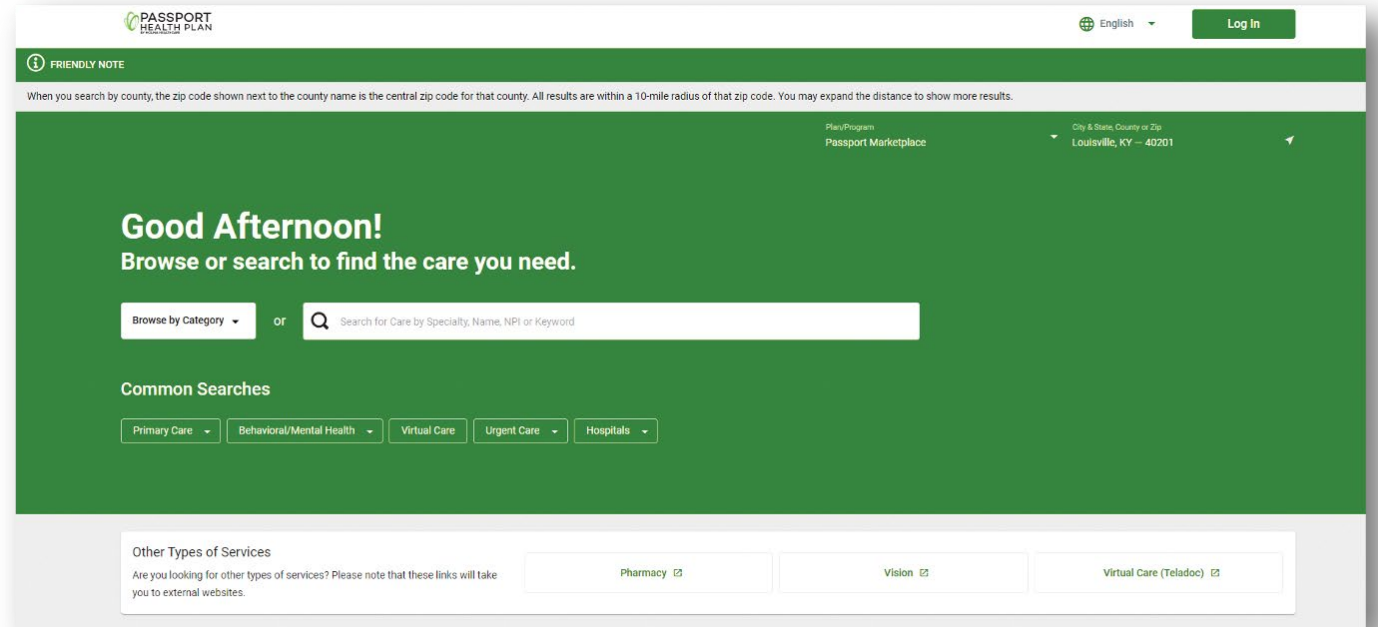 PASSPORT
HEALTH PLAN
BY MOLINA HEALTHCARE
English
Log In
FRIENDLY NOTE
When you search by county, the zip code shown next to the county name is the central zip code for that county. All results are within a 10-mile radius of that zip code. You may expand the distance to show more results.
Plan/Program
Passport Marketplace
City & State, County or Zip
Louisville, KY — 40201
Good Afternoon!
Browse or search to find the care you need.
Browse by Category
or
Search for Care by Specialty, Name, NPI or Keyword
Common Searches
Primary Care
Behavioral/Mental Health
Virtual Care
Urgent Care
Hospitals
Other Types of Services
Are you looking for other types of services? Please note that these links will take
you to external websites.
Pharmacy
Vision
Virtual Care (Teladoc)